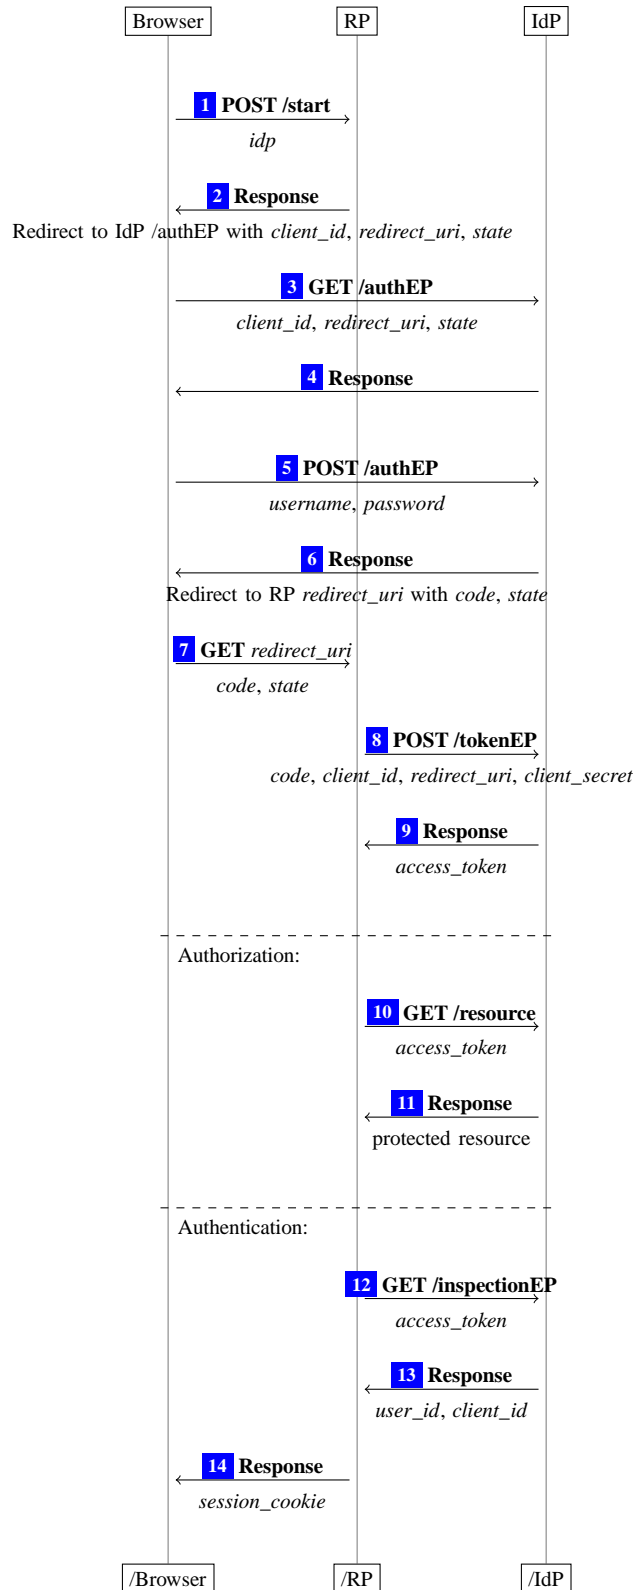 Browser RP IdP
1 POST /start
idp
2 Response
Redirect to IdP /authEP with client_id, redirect_uri, state
3 GET /authEP
client_id, redirect_uri, state
4 Response
5 POST /authEP
username, password
6 Response
Redirect to RP redirect_uri with code, state
7 GET redirect_uri
code, state
8 POST /tokenEP
code, client_id, redirect_uri, client_secret
9 Response
access_token
Authorization:
10 GET /resource
access_token
11 Response
protected resource
Authentication:
12 GET /inspectionEP
access_token
13 Response
user_id, client_id
14 Response
session_cookie
/Browser /RP /IdP